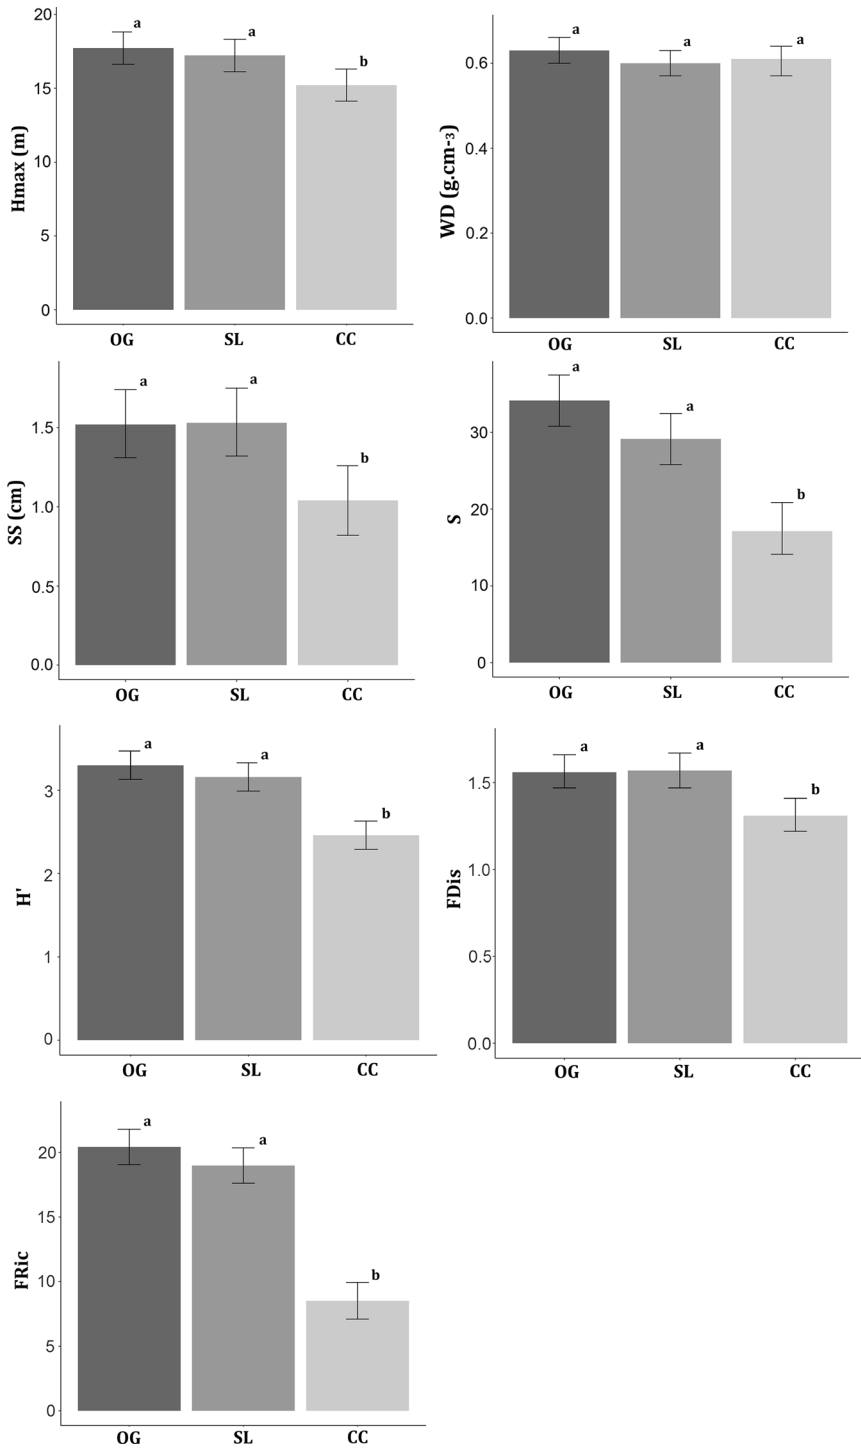 Hmax (m)
20
15
10
5
0
a
a
b
OG SL CC
WD (g.cm-3)
0.6
0.4
0.2
0.0
a
a
a
OG SL CC
SS (cm)
1.5
1.0
0.5
0.0
a
a
b
OG SL CC
S
30
20
10
0
a
a
b
OG SL CC
H'
3
2
1
0
a
a
b
OG SL CC
FDis
1.5
1.0
0.5
0.0
a
a
b
OG SL CC
FRic
20
15
10
5
0
a
a
b
OG SL CC